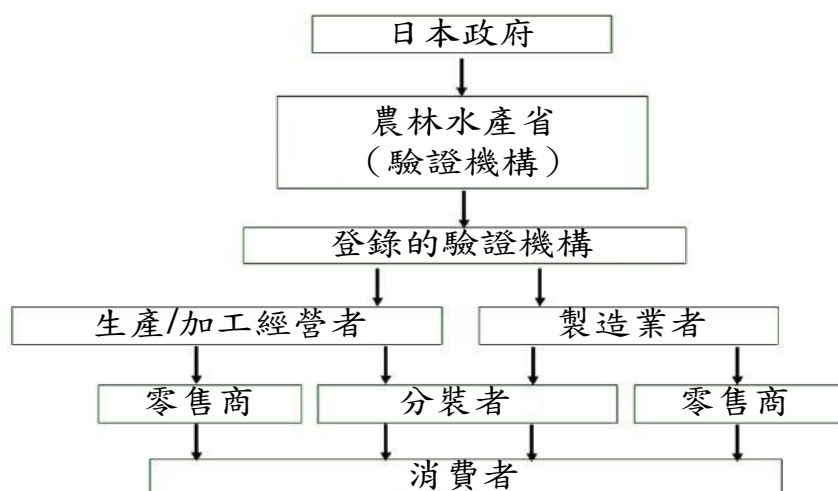 日本政府
農林水產省
（驗證機構）
登錄的驗證機構
生產/加工經營者
製造業者
零售商
分裝者
零售商
消費者